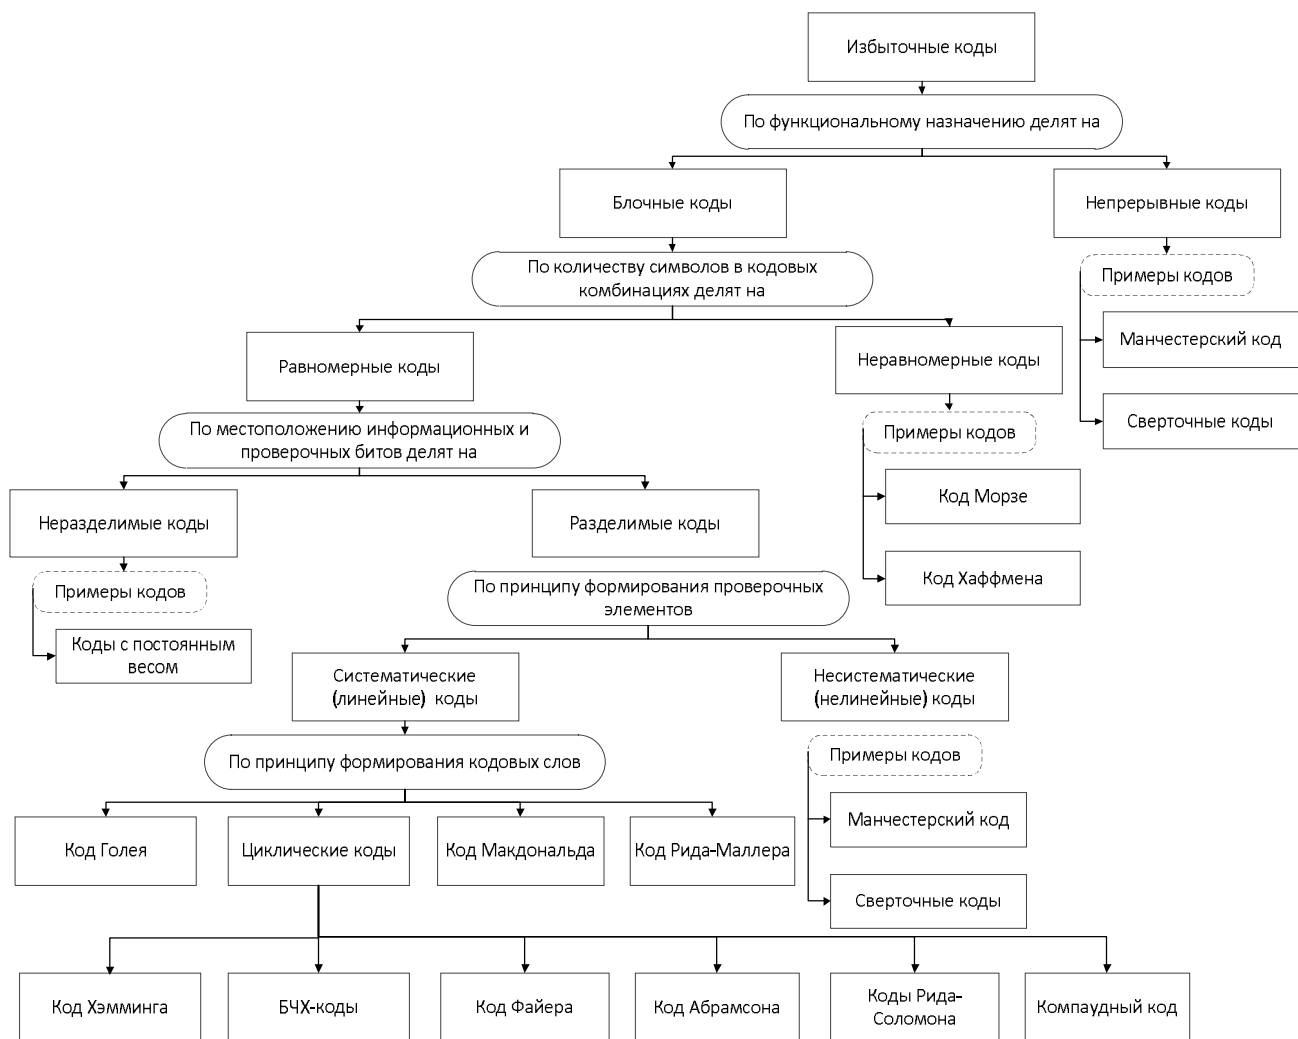 Избыточные коды
По функциональному назначению делят на
Блочные коды
Непрерывные коды
По количеству символов в кодовых
комбинациях делят на
Примеры кодов
Манчестерский код
Сверточные коды
Равномерные коды
Неравномерные коды
По местоположению информационных и
проверочных битов делят на
Примеры кодов
Код Морзе
Код Хаффмена
Неразделимые коды
Разделимые коды
Примеры кодов
Коды с постоянным
весом
По принципу формирования проверочных
элементов
Систематические
(линейные) коды
Несистематические
(нелинейные) коды
По принципу формирования кодовых слов
Примеры кодов
Манчестерский код
Сверточные коды
Код Голея
Циклические коды
Код Макдональда
Код Рида-Маллера
Код Хэмминга
БЧХ-коды
Код Файера
Код Абрамсона
Коды Рида-
Соломона
Компаудный код